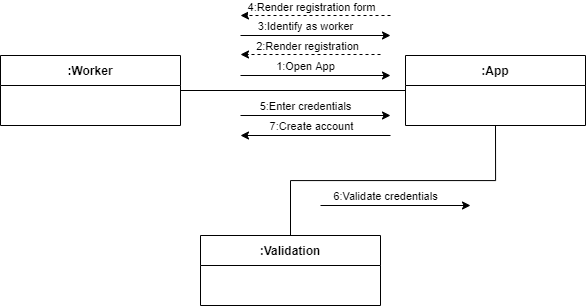 4:Render registration form
3:Identify as worker
2:Render registration
1:Open App
:Worker
:App
5:Enter credentials
7:Create account
6:Validate credentials
:Validation